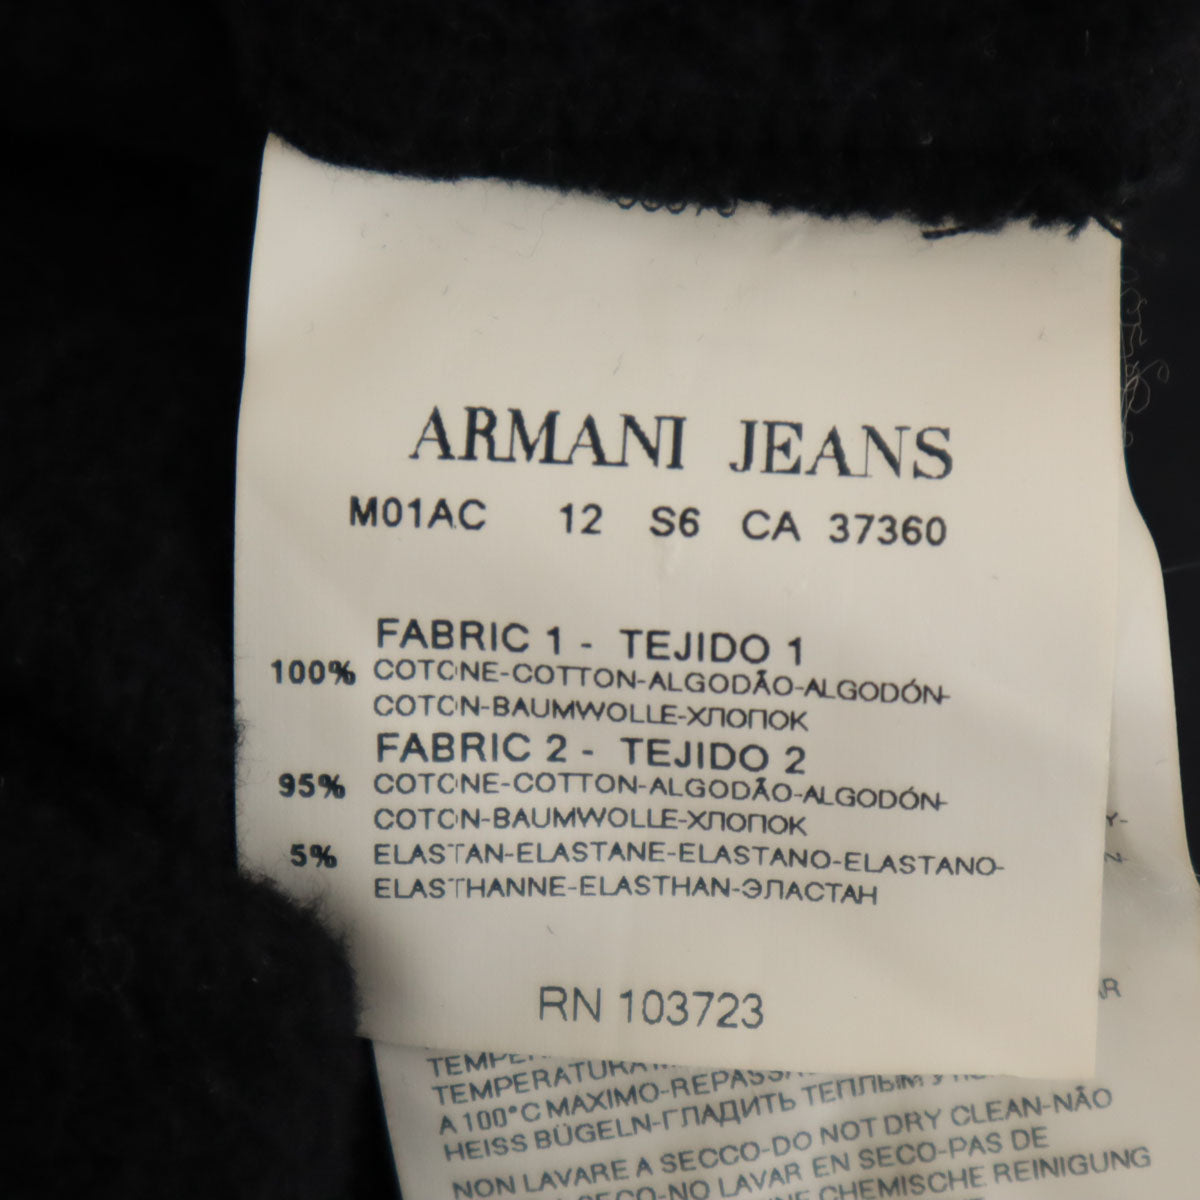 ARMANI JEANS
M01AC 12 S6 CA 37360
FABRIC 1 - TEJIDO 1
100% COTONE-COTTON-ALGODÃO-ALGODÓN-
COTON-BAUMWOLLE-ХЛОПОК
FABRIC 2 - TEJIDO 2
95% COTONE-COTTON-ALGODÃO-ALGODÓN-
COTON-BAUMWOLLE-ХЛОПОК
5% ELASTAN-ELASTANE-ELASTANO-ELASTANO-
ELASTHANNE-ELASTHAN-ЭЛАСТАН
RN 103723
TEMPERATURA
A 100°C MAXIMO-REPASSAR
HEISS BÜGELN-ГЛАДИТЬ ТЕПЛЫМ
NON LAVARE A SECCO-DO NOT DRY CLEAN-NÃO
SECO-NO LAVAR EN SECO-PAS DE
CHEMISCHE REINIGUNG